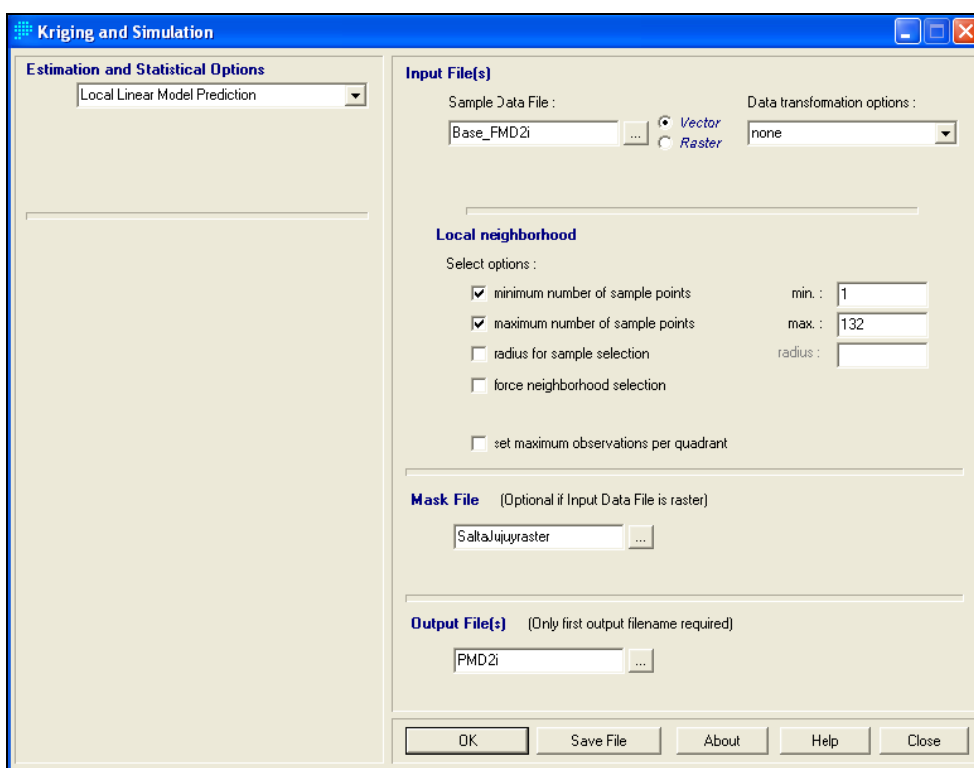 Kriging and Simulation
Estimation and Statistical Options
Local Linear Model Prediction
Input File(s)
Sample Data File :
Base_FMD2i
...
Vector
Raster
Data transformation options :
none
Local neighborhood
Select options :
minimum number of sample points
min. :
1
maximum number of sample points
max. :
132
radius for sample selection
radius :
force neighborhood selection
set maximum observations per quadrant
Mask File (Optional if Input Data File is raster)
SaltaJujuyraster
...
Output File(s) (Only first output filename required)
PMD2i
...
OK
Save File
About
Help
Close